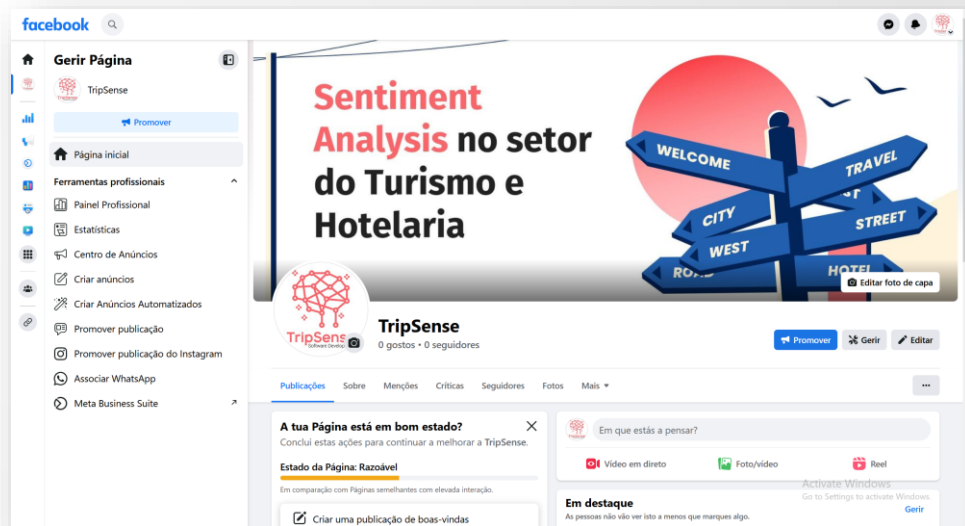 facebook
Gerir Página
TripSense
Promover
Página inicial
Ferramentas profissionais
Painel Profissional
Estatísticas
Centro de Anúncios
Criar anúncios
Criar Anúncios Automatizados
Promover publicação
Promover publicação do Instagram
Associar WhatsApp
Meta Business Suite
Sentiment
Analysis no setor
do Turismo e
Hotelaria
WELCOME
TRAVEL
CITY
STREET
WEST
HOTEL
Editar foto de capa
TripSense
0 gostos • 0 seguidores
Promover
Gerir
Editar
Publicações
Sobre
Menções
Críticas
Seguidores
Fotos
Mais
A tua Página está em bom estado?
Conclui estas ações para continuar a melhorar a TripSense.
Estado da Página: Razoável
Em comparação com Páginas semelhantes com elevada interação.
Criar uma publicação de boas-vindas
Em que estás a pensar?
Vídeo em direto
Foto/vídeo
Reel
Em destaque
As pessoas não vão ver isto a menos que marques algo.
Gerir
Activate Windows
Go to Settings to activate Windows.